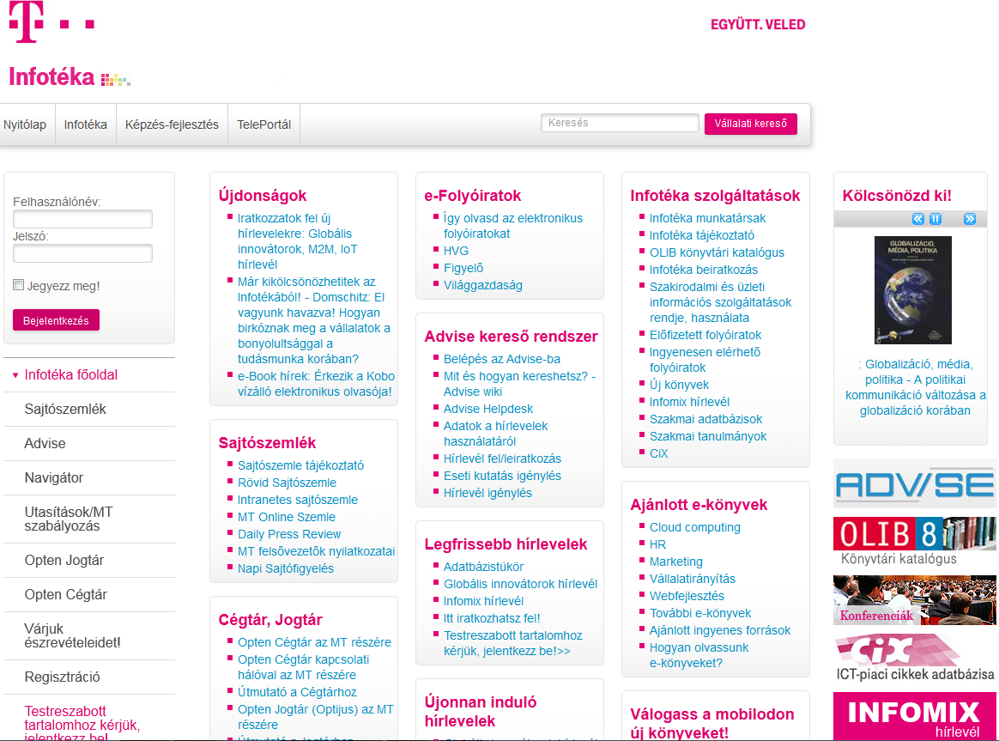 T
EGYÜTT. VELED
Infotéka
Nyitólap
Infotéka
Képzés-fejlesztés
TelePortál
Keresés
Vállalati kereső
Felhasználónév:
Jelszó:
Jegyezz meg!
Bejelentkezés
Infotéka főoldal
Sajtószemlék
Advise
Navigátor
Utasítások/MT
szabályozás
Opten Jogtár
Opten Cégtár
Várjuk
észrevételeidet!
Regisztráció
Testreszabott
tartalomhoz kérjük,
jelentkezz be!
Újdonságok
Iratkozzatok fel új
hírlevelekre: Globális
innovátorok, M2M, IoT
hírlevél
Már kikölcsönözhetitek az
Infotékából! - Domschitz: El
vagyunk havazva! Hogyan
birkóznak meg a vállalatok a
bonyolultsággal a
tudásmunka korában?
e-Book hírek: Érkezik a Kobo
vízálló elektronikus olvasója!
Sajtószemlék
Sajtószemle tájékoztató
Rövid Sajtószemle
Intranetes sajtószemle
MT Online Szemle
Daily Press Review
MT felsővezetők nyilatkozatai
Napi Sajtófigyelés
Cégtár, Jogtár
Opten Cégtár az MT részére
Opten Cégtár kapcsolati
hálóval az MT részére
Útmutató a Cégtárhoz
Opten Jogtár (Optijus) az MT
részére
Útmutató a Jogtárhoz
e-Folyóiratok
Így olvasd az elektronikus
folyóiratokat
HVG
Figyelő
Világgazdaság
Advise kereső rendszer
Belépés az Advise-ba
Mit és hogyan kereshetsz? -
Advise wiki
Advise Helpdesk
Adatok a hírlevelek
használatáról
Hírlevél fel/leiratkozás
Eseti kutatás igénylés
Hírlevél igénylés
Legfrissebb hírlevelek
Adatbázistükör
Globális innovátorok hírlevél
Infomix hírlevél
Itt iratkozhatsz fel!
Testreszabott tartalomhoz
kérjük, jelentkezz be!>>
Újonnan induló
hírlevelek
Infotéka szolgáltatások
Infotéka munkatársak
Infotéka tájékoztató
OLIB könyvtári katalógus
Infotéka beiratkozás
Szakirodalmi és üzleti
információs szolgáltatások
rendje, használata
Előfizetett folyóiratok
Ingyenesen elérhető
folyóiratok
Új könyvek
Infomix hírlevél
Szakmai adatbázisok
Szakmai tanulmányok
CiX
Ajánlott e-könyvek
Cloud computing
HR
Marketing
Vállalatirányítás
Webfejlesztés
További e-könyvek
Ajánlott ingyenes források
Hogyan olvassunk
e-könyveket?
Válogass a mobilodon
új könyveket!
Kölcsönözd ki!
GLOBALIZÁCIÓ,
MÉDIA, POLITIKA
: Globalizáció, média,
politika - A politikai
kommunikáció változása a
globalizáció korában
ADVISE
OLIB 8
Könyvtári katalógus
Konferenciák
CiX
ICT-piaci cikkek adatbázisa
INFOMIX
hírlevél